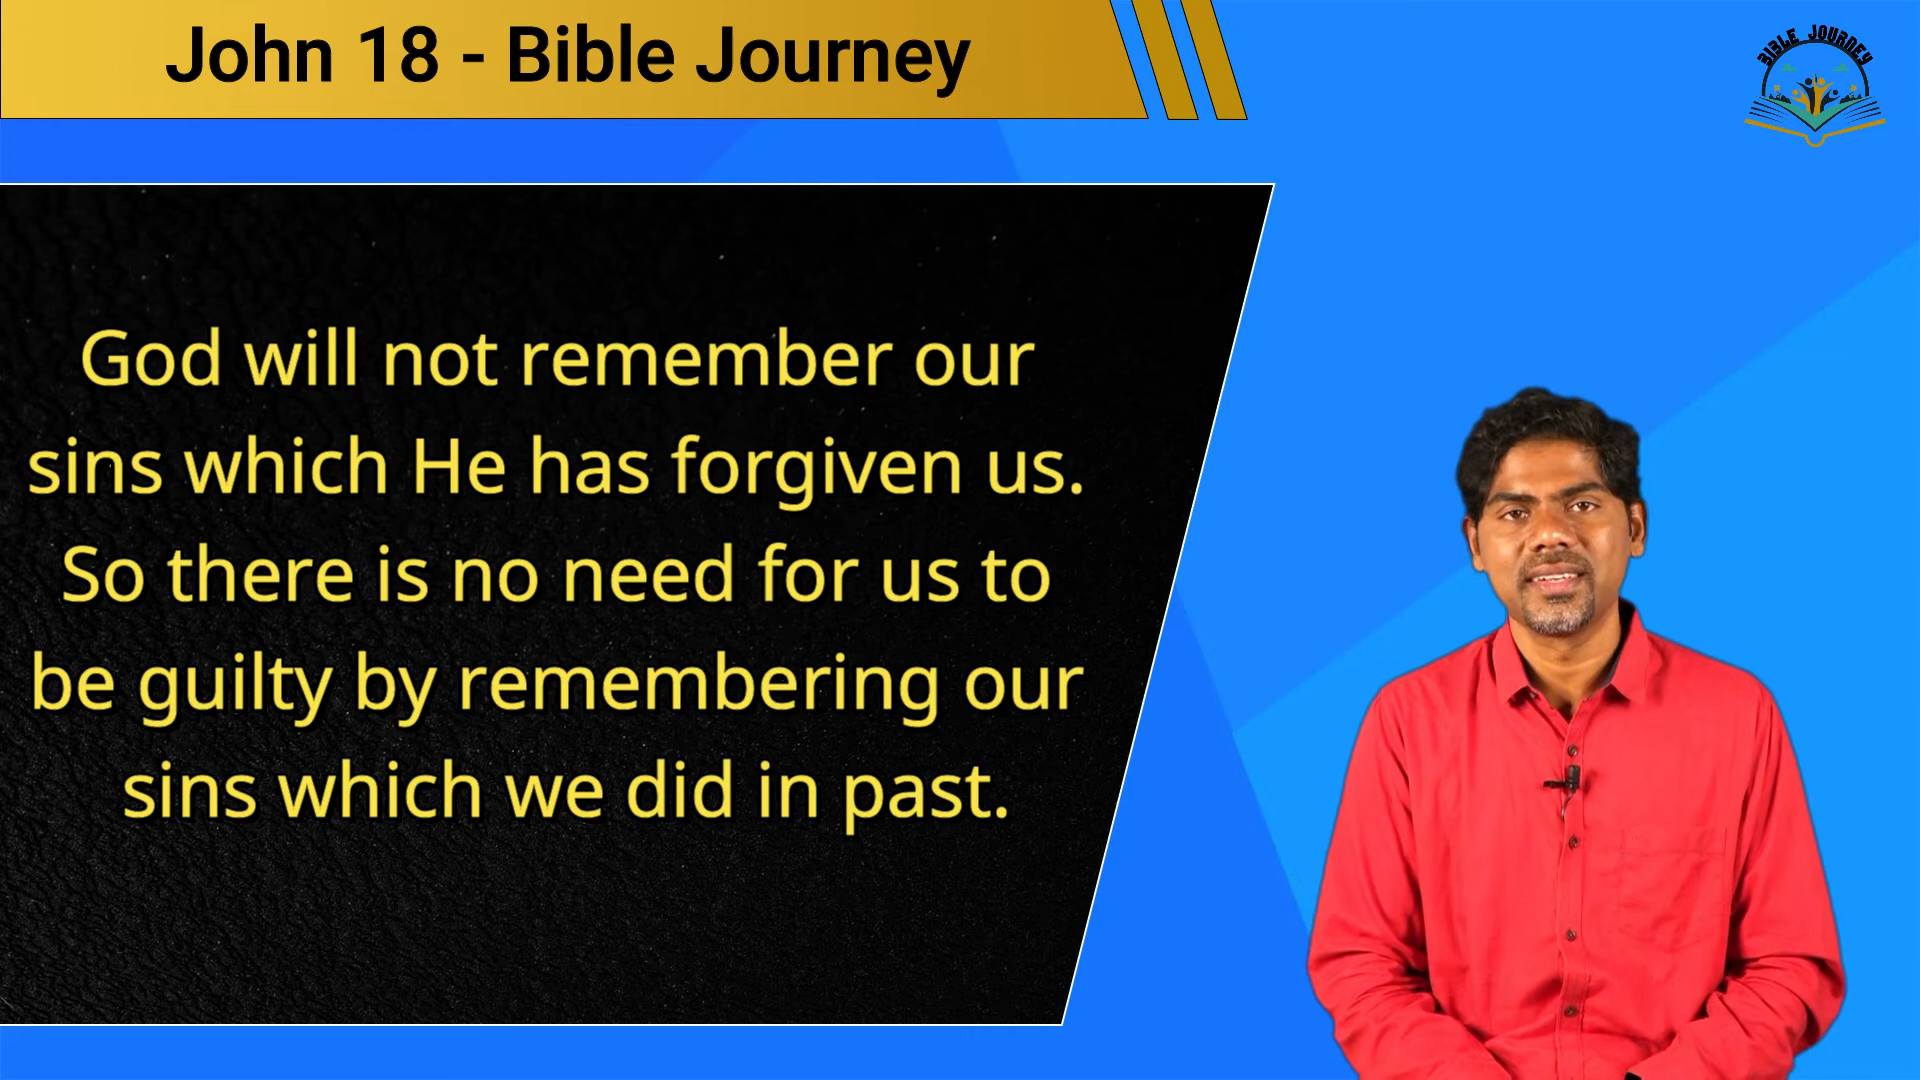 John 18 - Bible Journey
BIBLE JOURNEY
God will not remember our
sins which He has forgiven us.
So there is no need for us to
be guilty by remembering our
sins which we did in past.